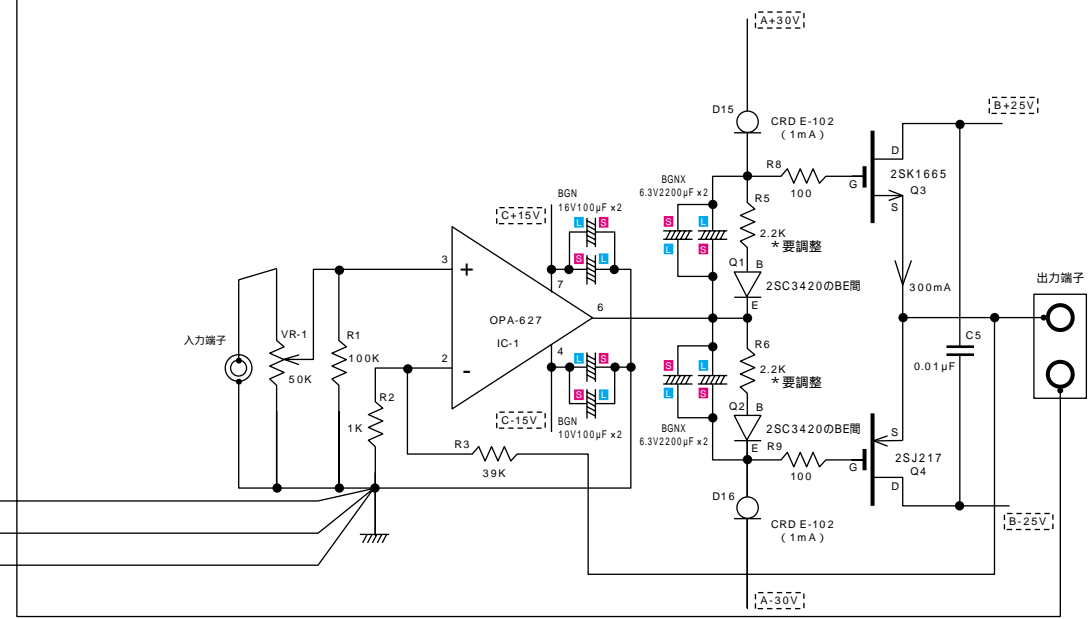 A+30V
D15
CRD E-102
(1mA)
B+25V
R8
100
D
G
S
2SK1665
Q3
BGNX
6.3V2200μF x2
S
L
L
S
R5
2.2K
*要調整
BGN
16V100μF x2
C+15V
L
S
S
L
Q1
B
E
2SC3420のBE間
300mA
出力端子
3
+
7
6
OPA-627
IC-1
2
-
4
入力端子
VR-1
50K
R1
100K
R2
1K
R3
39K
L
S
S
L
C-15V
BGN
10V100μF x2
S
L
L
S
BGNX
6.3V2200μF x2
R6
2.2K
*要調整
C5
0.01μF
Q2
B
E
2SC3420のBE間
R9
100
S
G
D
2SJ217
Q4
D16
CRD E-102
(1mA)
B-25V
A-30V